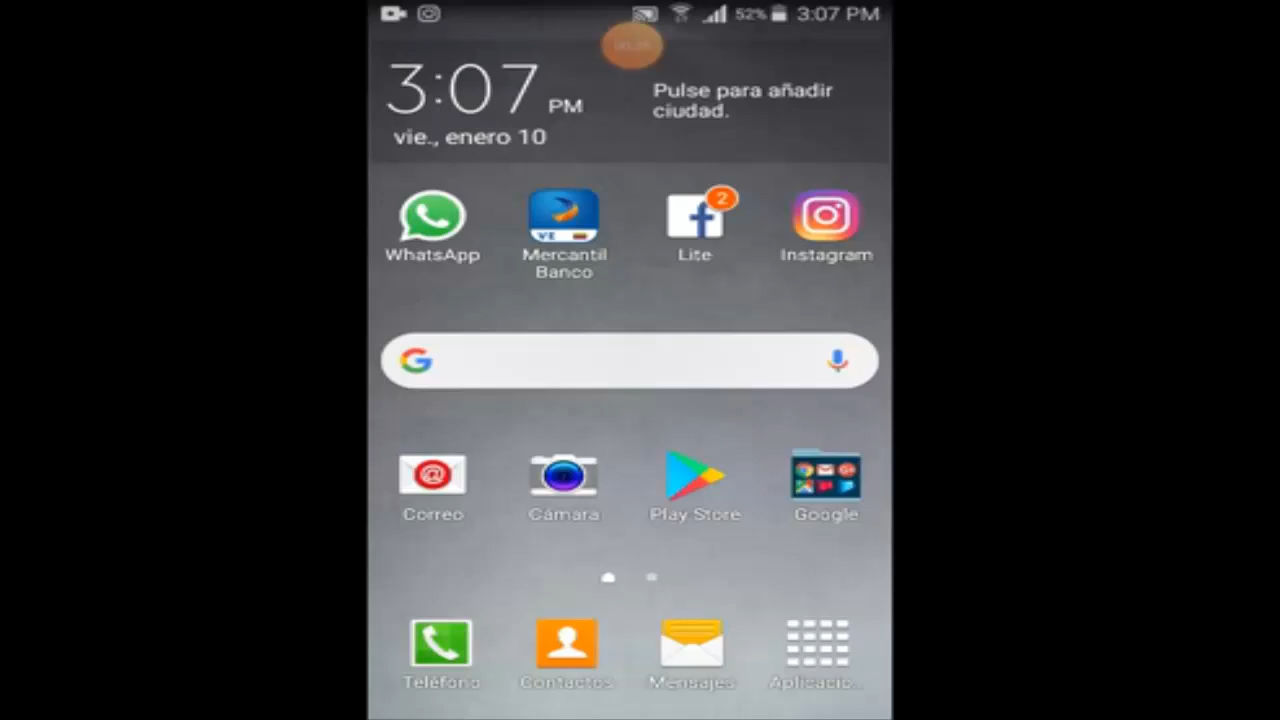 52% 3:07 PM
3:07 PM
vie., enero 10
Pulse para añadir
ciudad.
2
VE
WhatsApp
Mercantil
Banco
Lite
Instagram
Correo
Cámara
Play Store
Google
Teléfono
Contactos
Mensajes
Aplicacio..